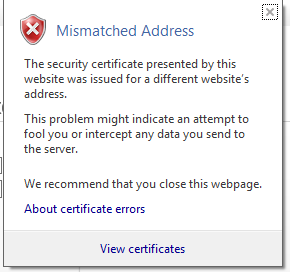 Mismatched Address
The security certificate presented by this
website was issued for a different website's
address.
This problem might indicate an attempt to
fool you or intercept any data you send to
the server.
We recommend that you close this webpage.
About certificate errors
View certificates